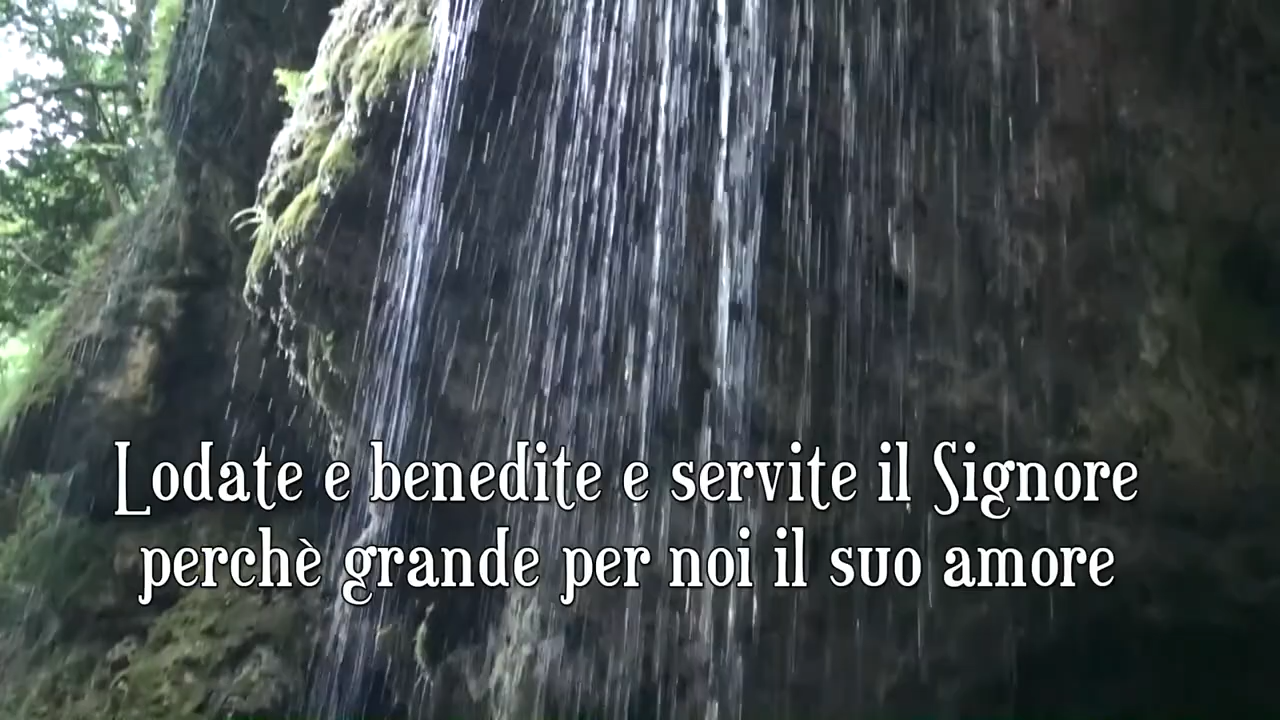 Lodate e benedite e servite il Signore
perchè grande per noi il suo amore